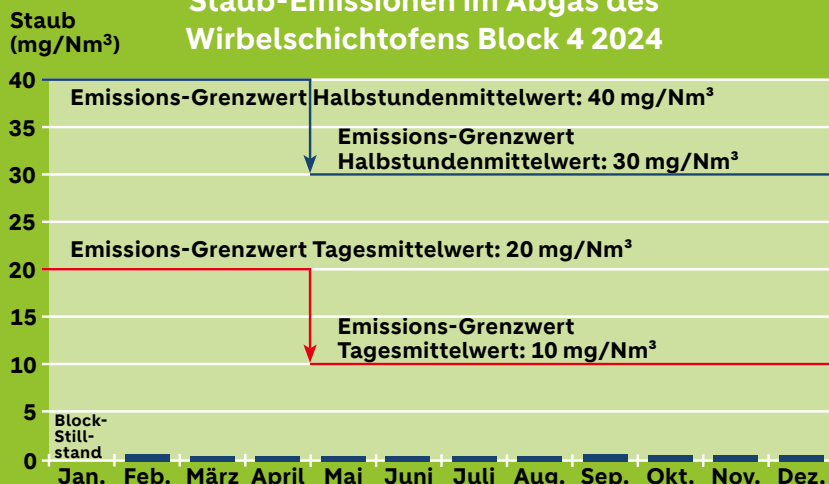 Staub-Emissionen im Abgas des
Wirbelschichtofens Block 4 2024
Staub
(mg/Nm³)
40
Emissions-Grenzwert Halbstundenmittelwert: 40 mg/Nm³
35
Emissions-Grenzwert
Halbstundenmittelwert: 30 mg/Nm³
30
25
Emissions-Grenzwert Tagesmittelwert: 20 mg/Nm³
20
15
Emissions-Grenzwert
Tagesmittelwert: 10 mg/Nm³
10
5
Block-
Still-
stand
0
Jan. Feb. März April Mai Juni Juli Aug. Sep. Okt. Nov. Dez.